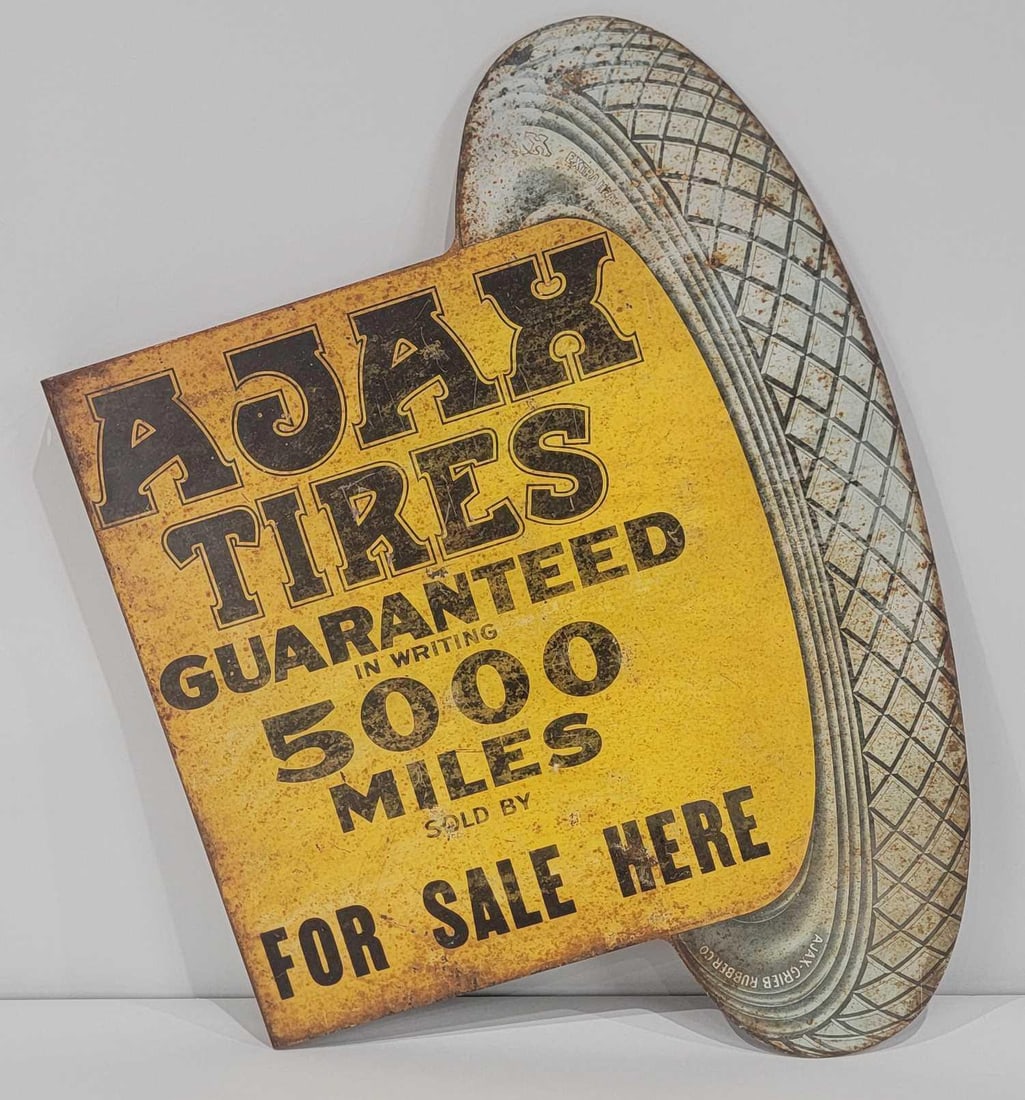 AJAX
TIRES
GUARANTEED
IN WRITING
5000
MILES
SOLD BY
FOR SALE HERE
AJAX-GRIEB RUBBER CO